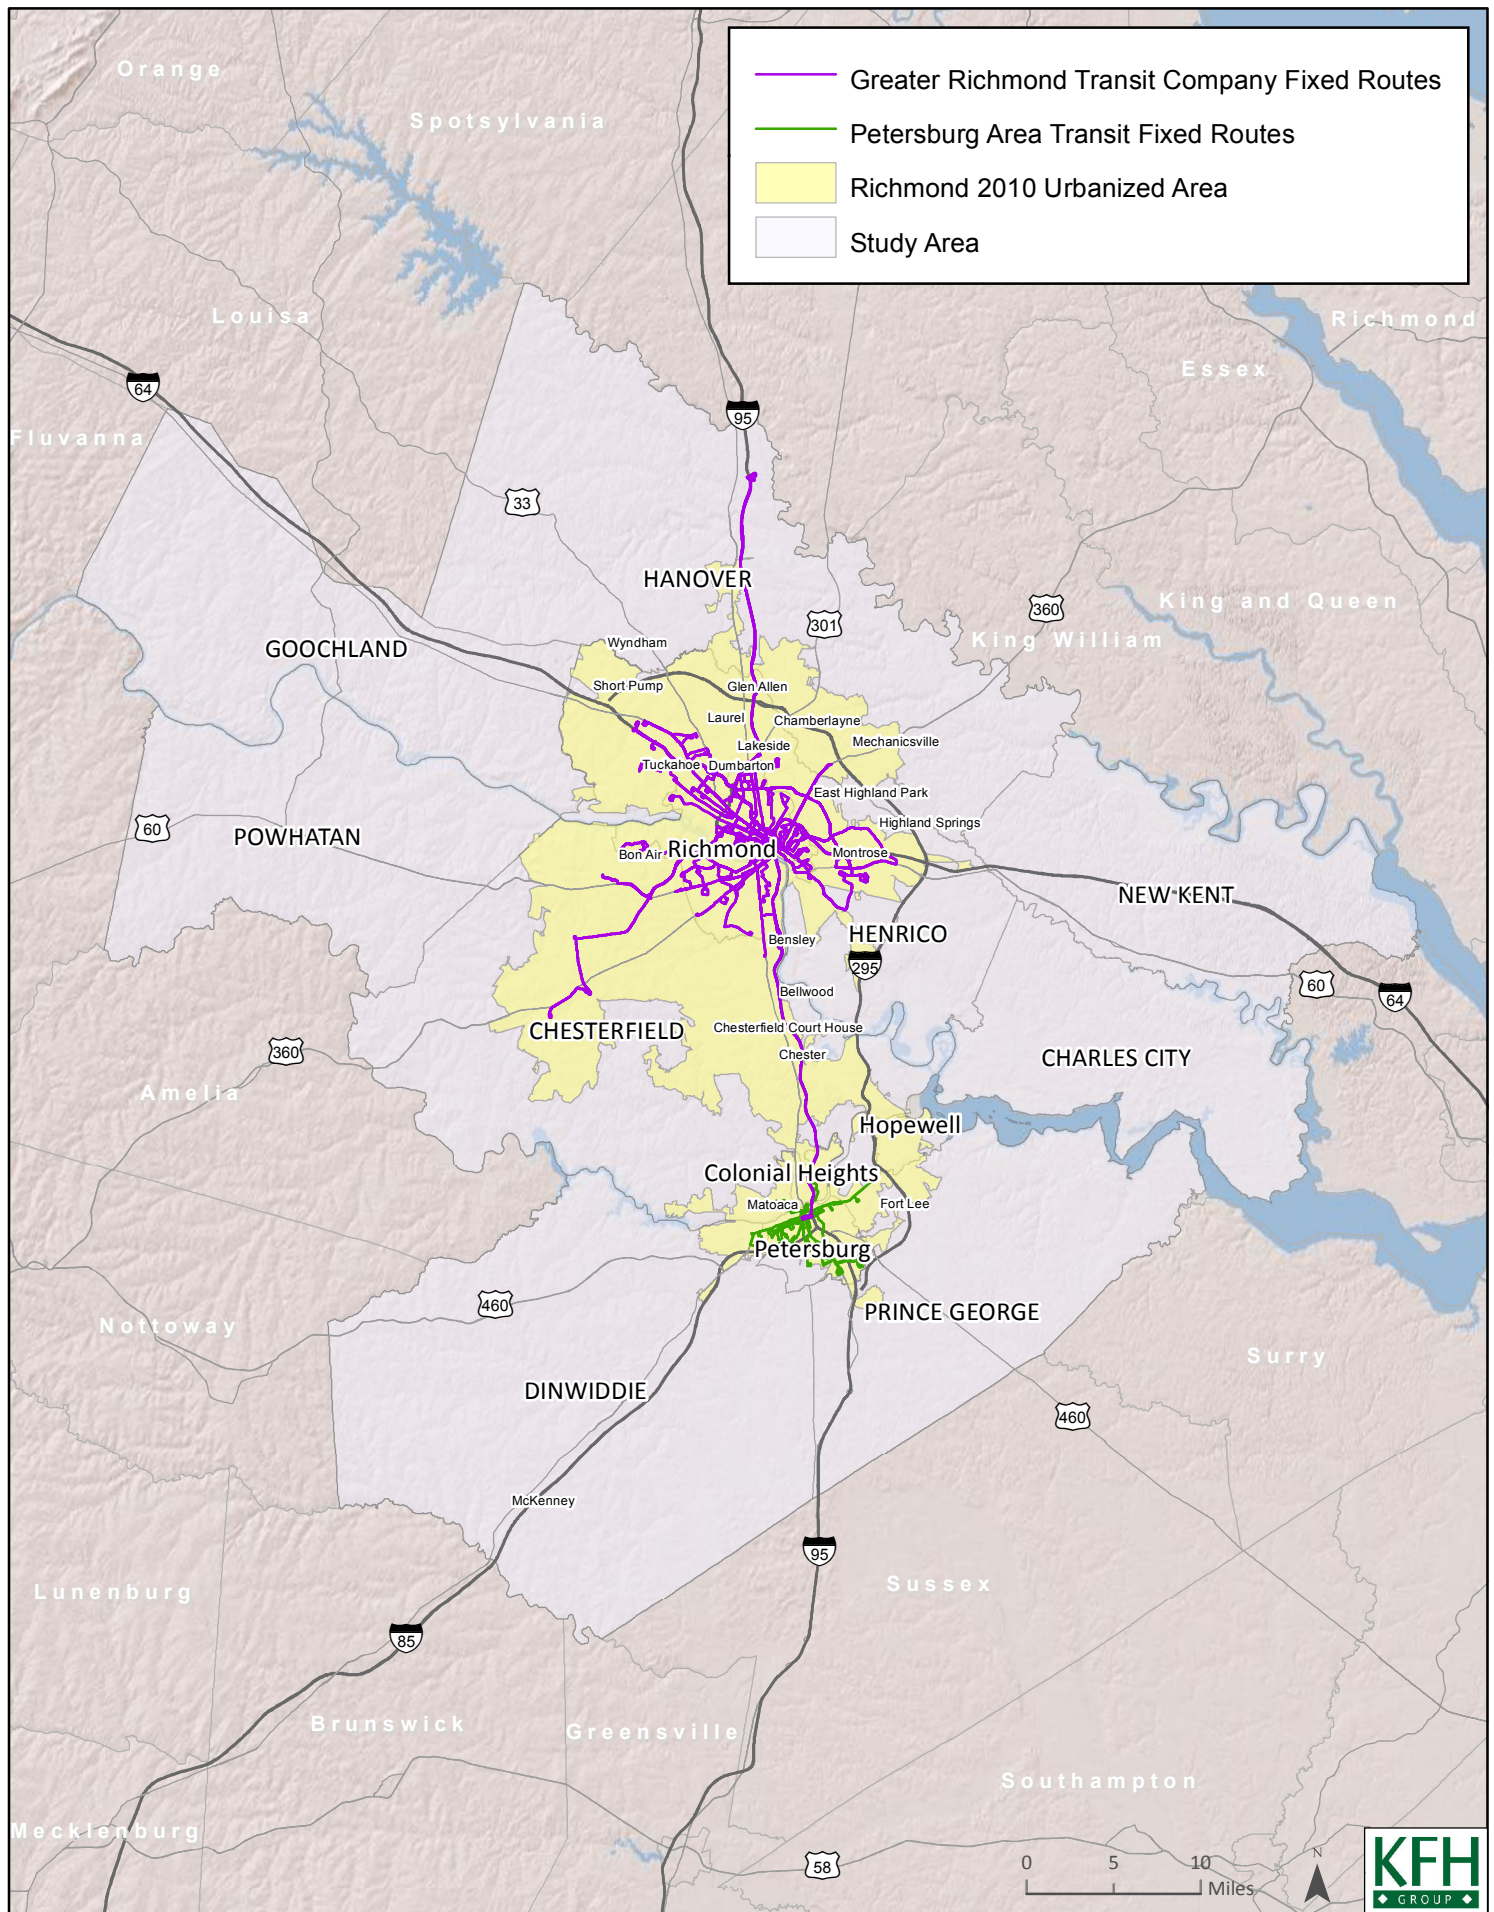 Greater Richmond Transit Company Fixed Routes
Petersburg Area Transit Fixed Routes
Richmond 2010 Urbanized Area
Study Area
Orange
Spotsylvania
Louisa
Richmond
Essex
64
95
Fluvanna
33
HANOVER
King and Queen
360
301
King William
Wyndham
GOOCHLAND
Short Pump
Glen Allen
Laurel
Chamberlayne
Lakeside
Mechanicsville
Tuckahoe
Dumbarton
East Highland Park
Highland Springs
60
POWHATAN
Richmond
Bon Air
Montrose
NEW KENT
HENRICO
Bensley
295
60
64
Bellwood
CHESTERFIELD
Chesterfield Court House
360
Chester
CHARLES CITY
Amelia
Hopewell
Colonial Heights
Matoaca
Fort Lee
Petersburg
460
PRINCE GEORGE
Nottoway
Surry
DINWIDDIE
460
McKenney
95
Lunenburg
Sussex
85
Brunswick
Greensville
Southampton
Mecklenburg
58
0 5 10
Miles
N
KFH
GROUP